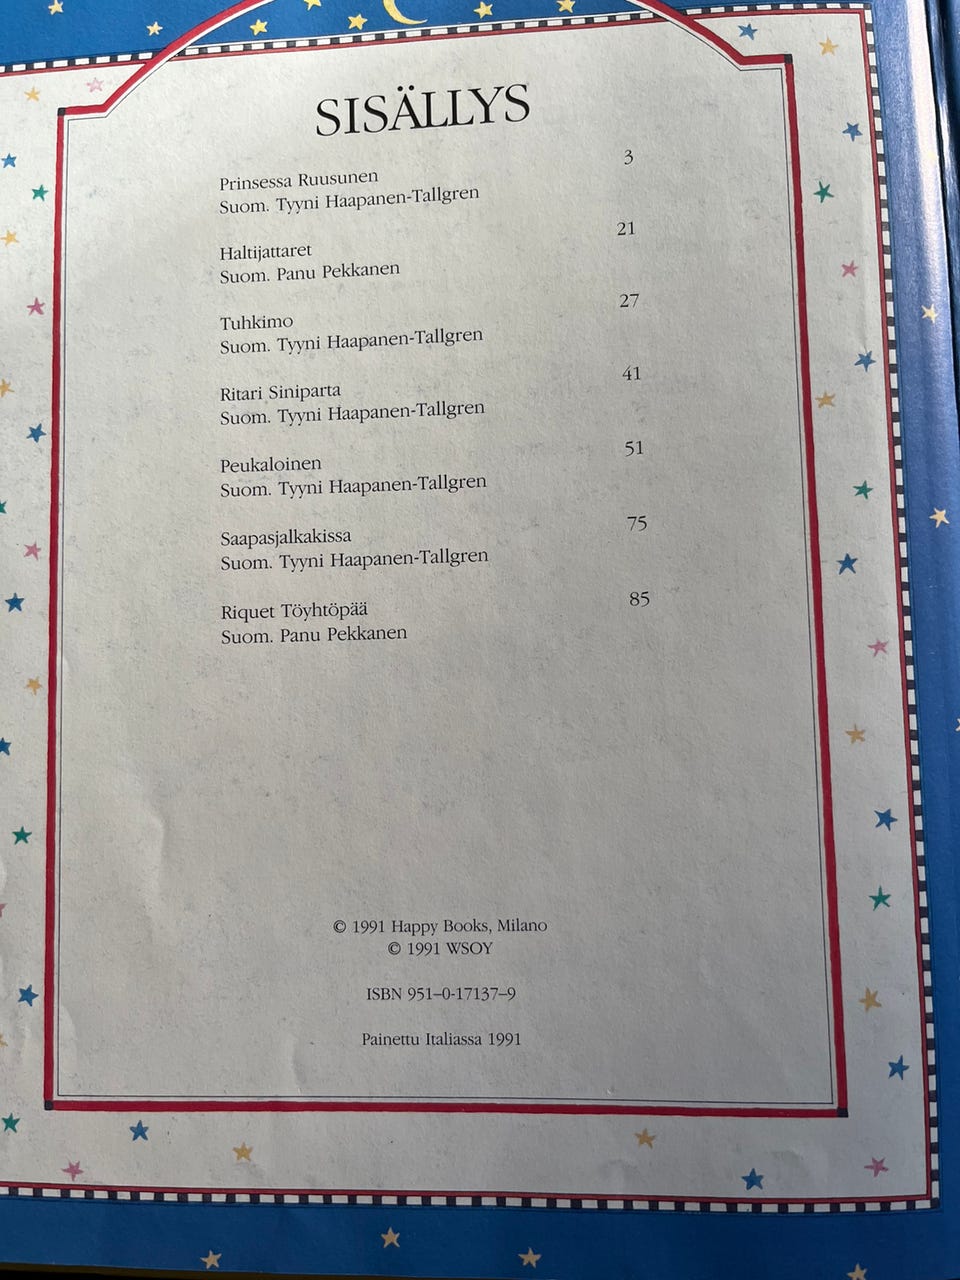 SISÄLLYS
Prinsessa Ruusunen 3
Suom. Tyyni Haapanen-Tallgren
Haltijattaret 21
Suom. Panu Pekkanen
Tuhkimo 27
Suom. Tyyni Haapanen-Tallgren
Ritari Siniparta 41
Suom. Tyyni Haapanen-Tallgren
Peukaloinen 51
Suom. Tyyni Haapanen-Tallgren
Saapasjalkakissa 75
Suom. Tyyni Haapanen-Tallgren
Riquet Töyhtöpää 85
Suom. Panu Pekkanen
© 1991 Happy Books, Milano
© 1991 WSOY
ISBN 951–0-17137–9
Painettu Italiassa 1991